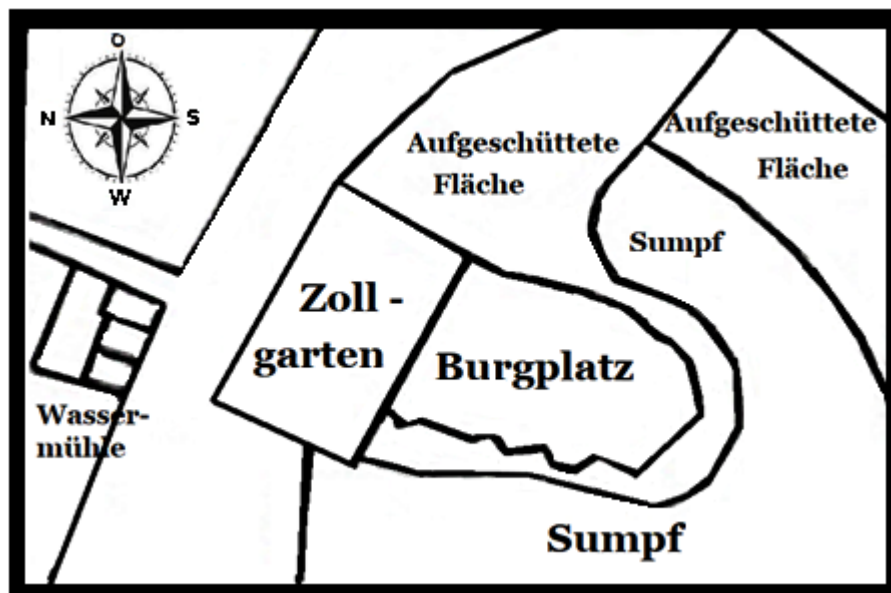 O
N
S
W
Aufgeschüttete
Fläche
Aufgeschüttete
Fläche
Sumpf
Zoll -
garten
Burgplatz
Wasser-
mühle
Sumpf